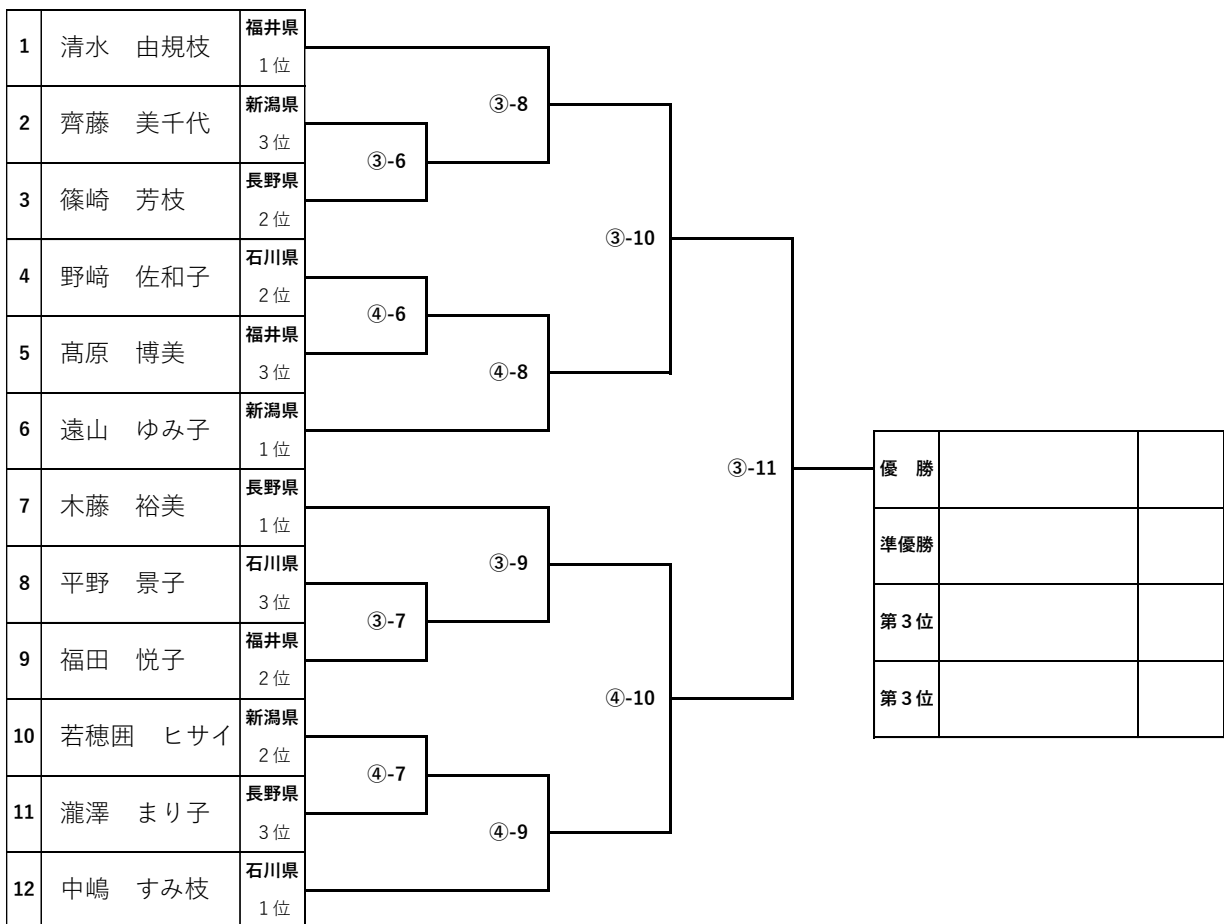 1 清水　由規枝 福井県 1位
2 齊藤　美千代 新潟県 3位
3 篠崎　芳枝 長野県 2位
4 野﨑　佐和子 石川県 2位
5 髙原　博美 福井県 3位
6 遠山　ゆみ子 新潟県 1位
7 木藤　裕美 長野県 1位
8 平野　景子 石川県 3位
9 福田　悦子 福井県 2位
10 若穂囲　ヒサイ 新潟県 2位
11 瀧澤　まり子 長野県 3位
12 中嶋　すみ枝 石川県 1位
③-6
④-6
③-7
④-7
③-8
④-8
③-9
④-9
③-10
④-10
③-11
優　勝
準優勝
第３位
第３位